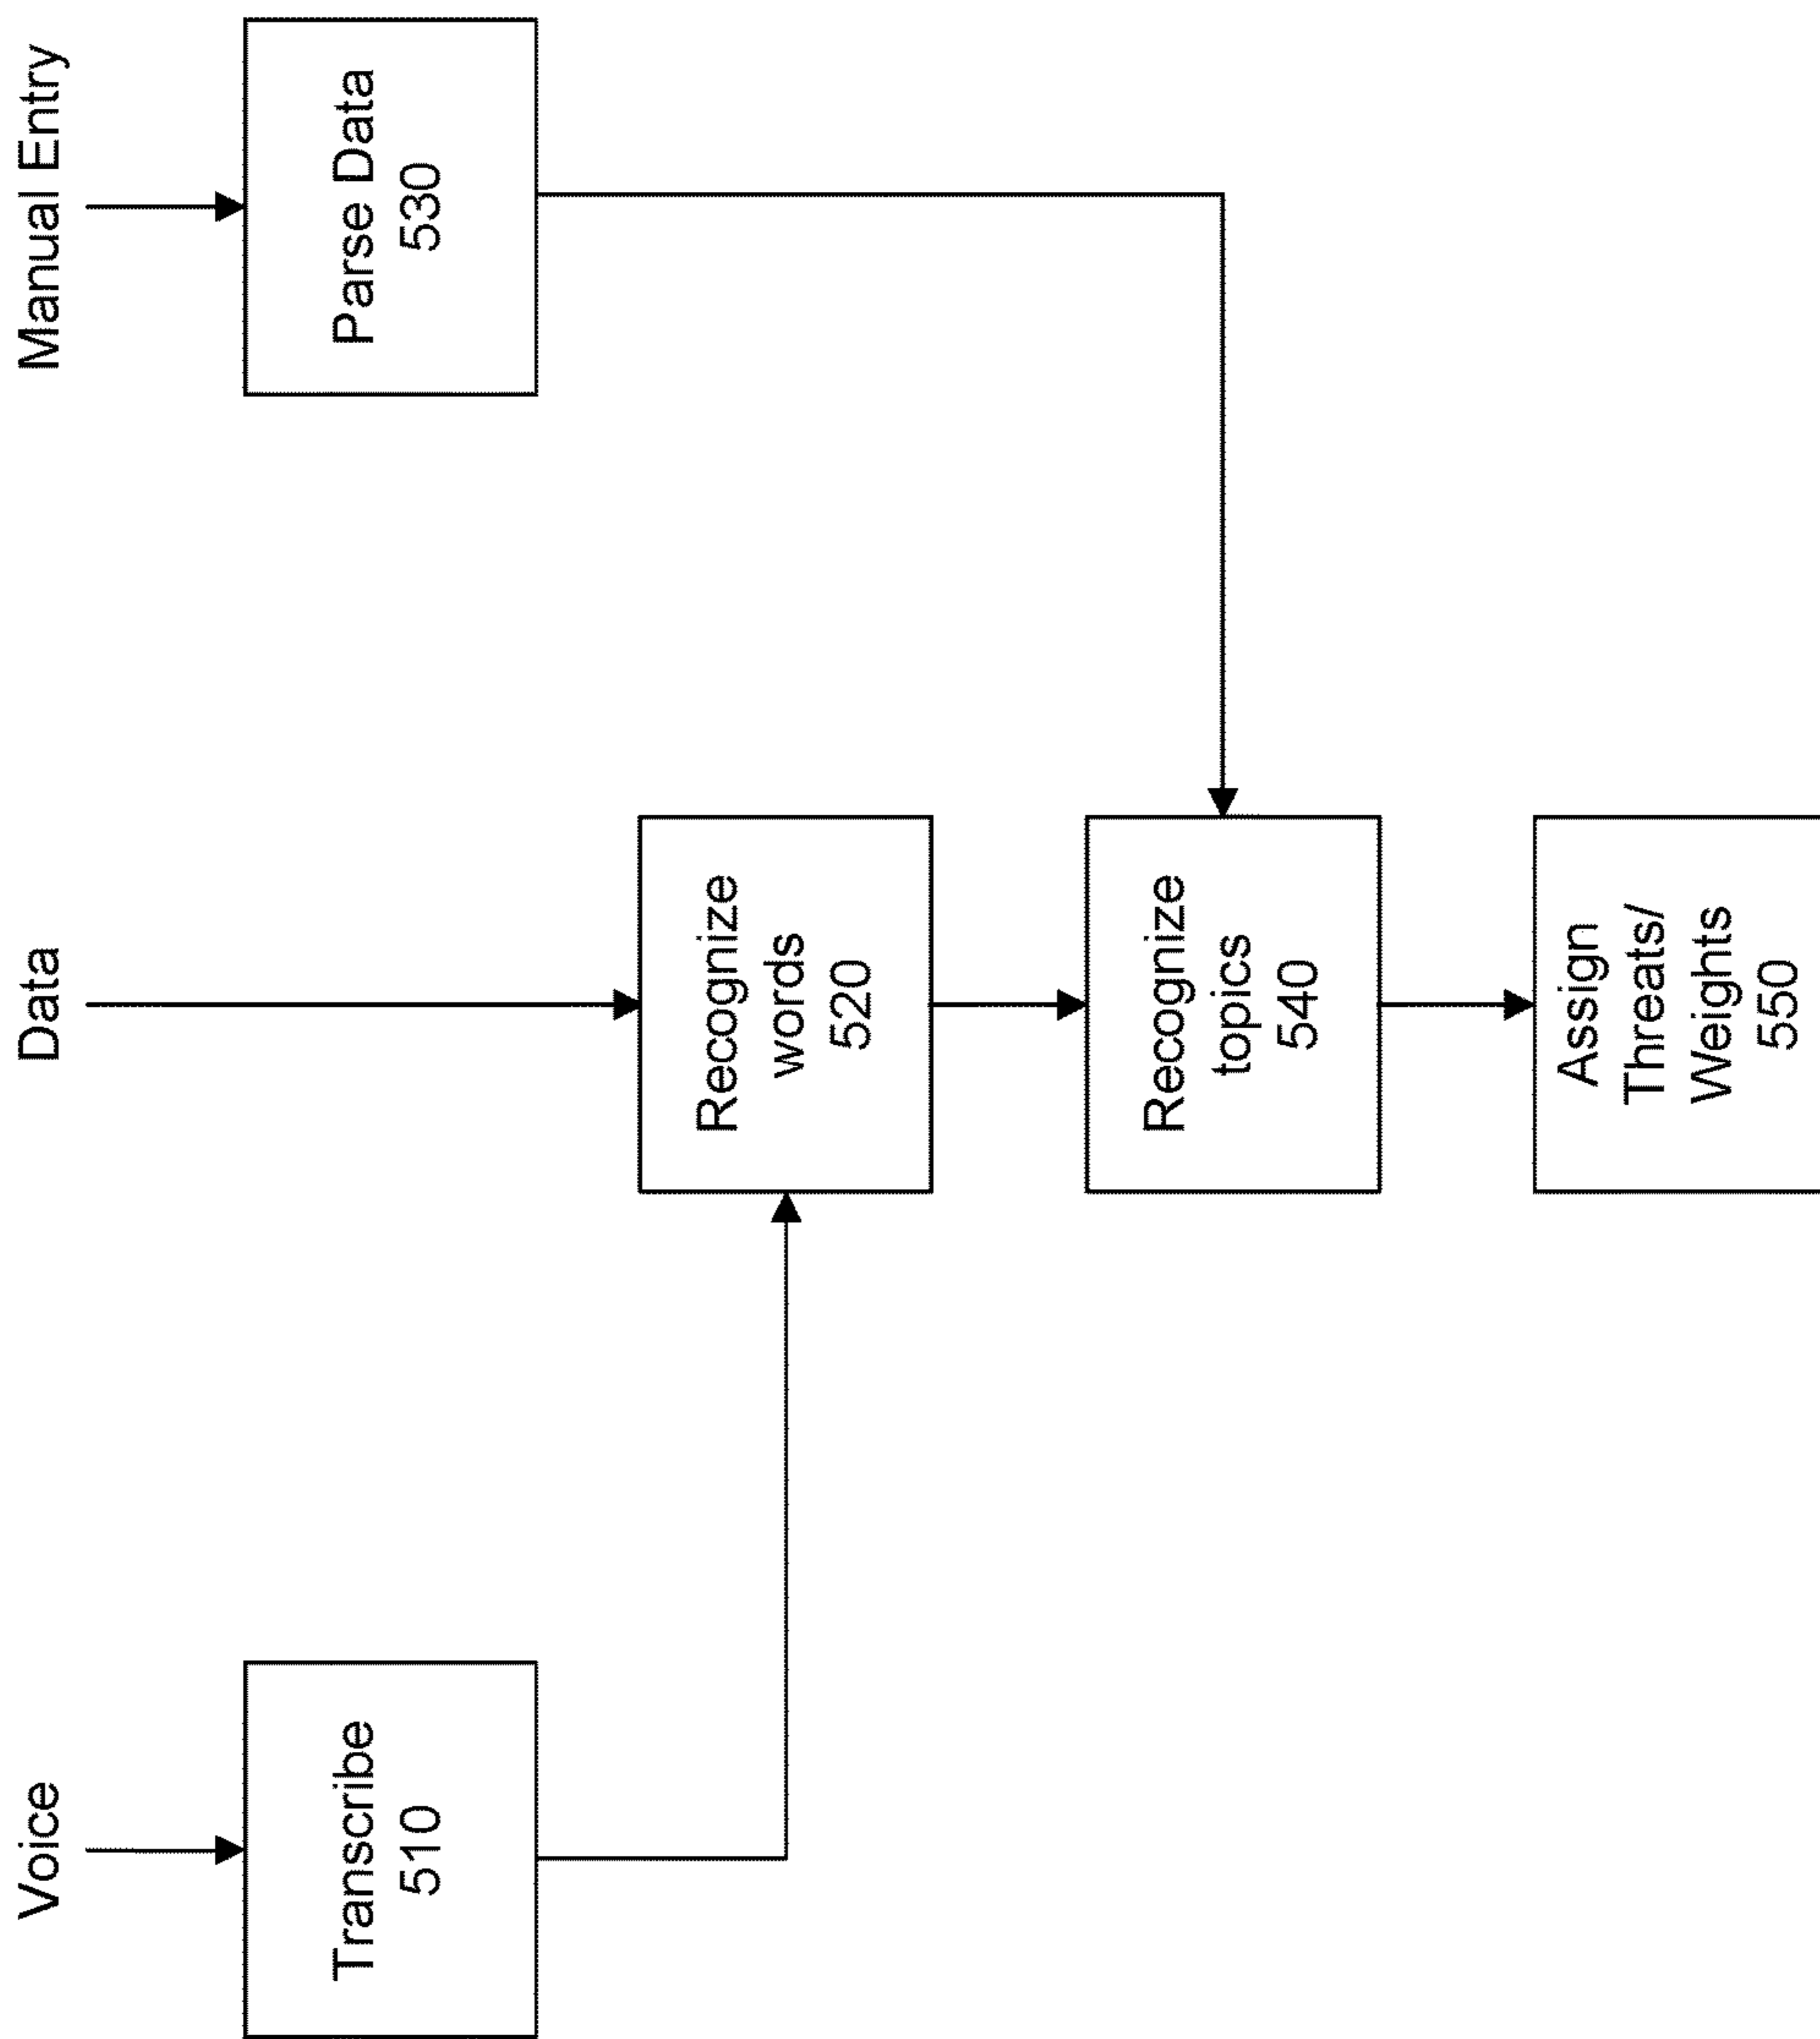 Voice
Data
Manual Entry
Transcribe
510
Parse Data
530
Recognize
words
520
Recognize
topics
540
Assign
Threats/
Weights
550